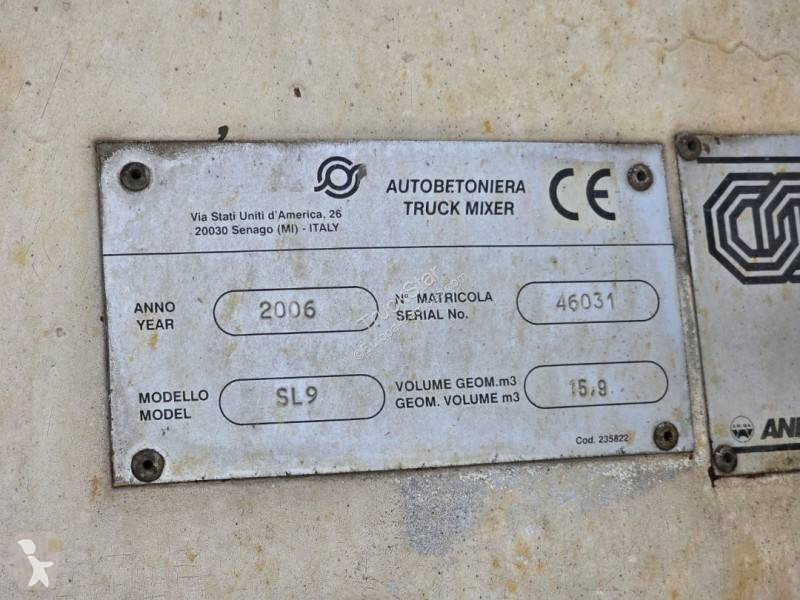 AUTOBETONIERA
TRUCK MIXER
CE
Via Stati Uniti d'America, 26
20030 Senago (MI) - ITALY
ANNO
YEAR
2006
N° MATRICOLA
SERIAL No.
46031
MODELLO
MODEL
SL9
VOLUME GEOM.m3
GEOM. VOLUME m3
15,9
Cod. 235822
TruckStar